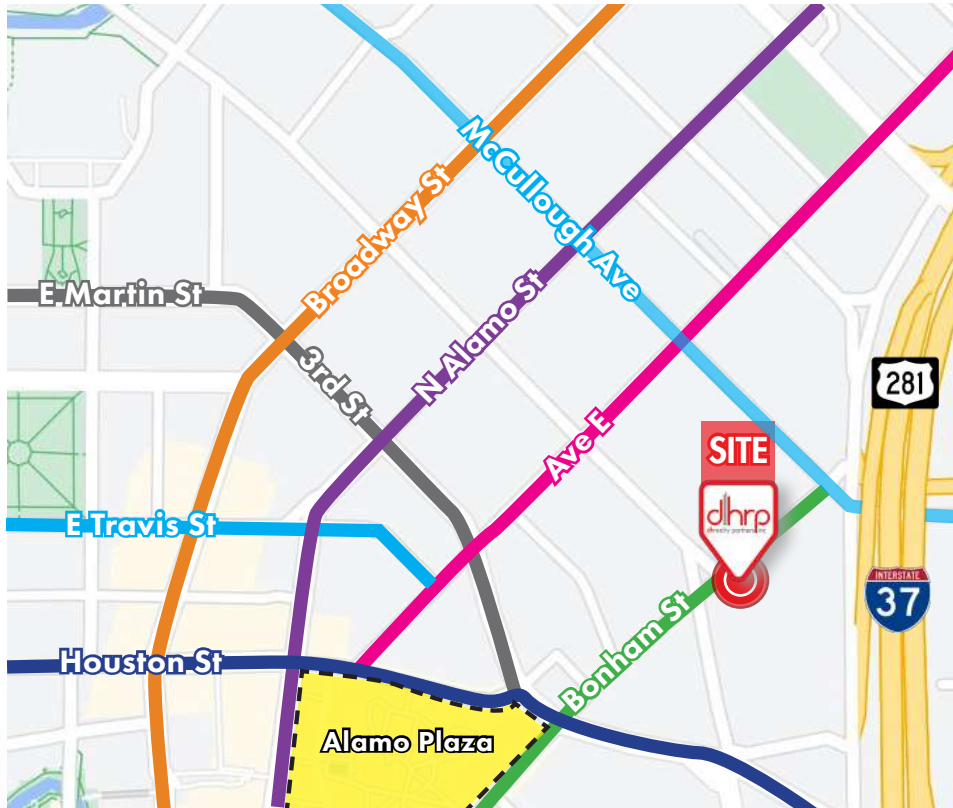 McCullough Ave
Broadway St
E Martin St
N Alamo St
3rd St
281
Ave E
SITE
dhrp
E Travis St
INTERSTATE
37
Bonham St
Houston St
Alamo Plaza